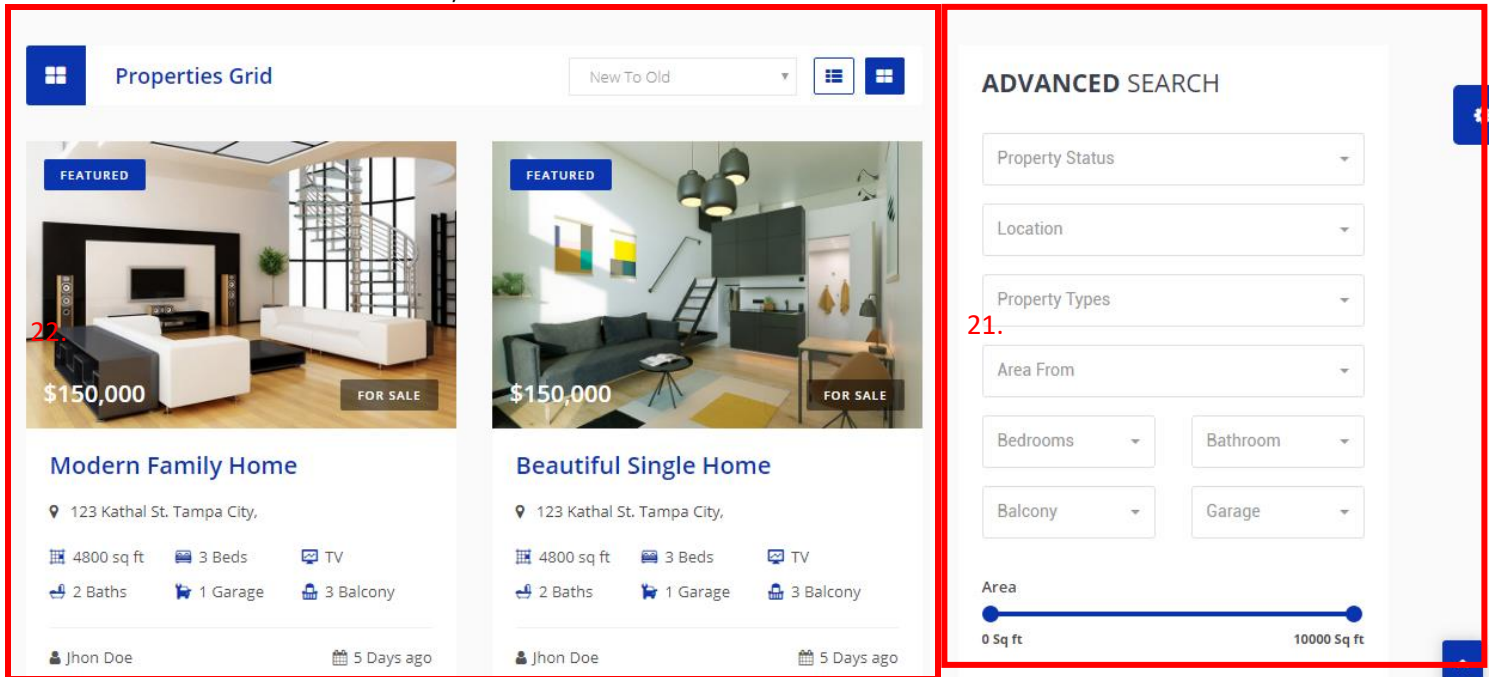 Properties Grid
New To Old
FEATURED
22.
$150,000
FOR SALE
Modern Family Home
123 Kathal St. Tampa City,
4800 sq ft 3 Beds TV
2 Baths 1 Garage 3 Balcony
Jhon Doe 5 Days ago
FEATURED
$150,000
FOR SALE
Beautiful Single Home
123 Kathal St. Tampa City,
4800 sq ft 3 Beds TV
2 Baths 1 Garage 3 Balcony
Jhon Doe 5 Days ago
ADVANCED SEARCH
Property Status
Location
Property Types
21.
Area From
Bedrooms Bathroom
Balcony Garage
Area
0 Sq ft 10000 Sq ft